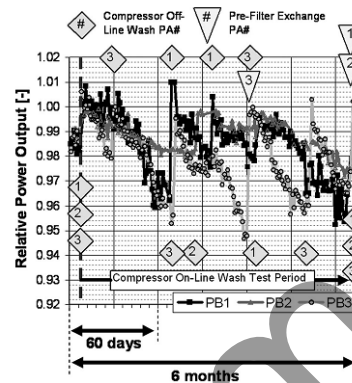 # Compressor Off-
Line Wash PA#
# Pre-Filter Exchange
PA#
Relative Power Output [-]
1.02
1.01
1.00
0.99
0.98
0.97
0.96
0.95
0.94
0.93
0.92
3
1
1
3
1
2
1
2
3
3
2
1
3
Compressor On-Line Wash Test Period
PB1 PB2 PB3
60 days
6 months